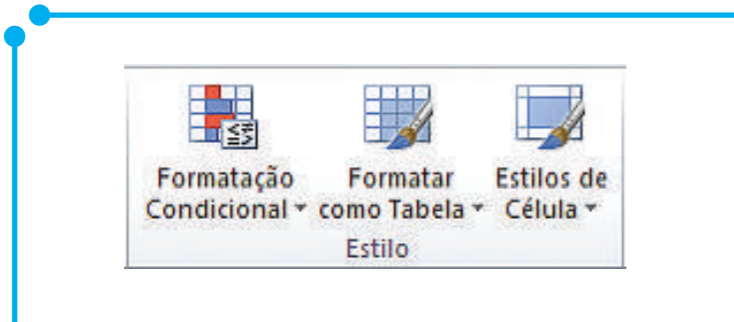 Formatação Formatar Estilos de
Condicional como Tabela Célula
Estilo